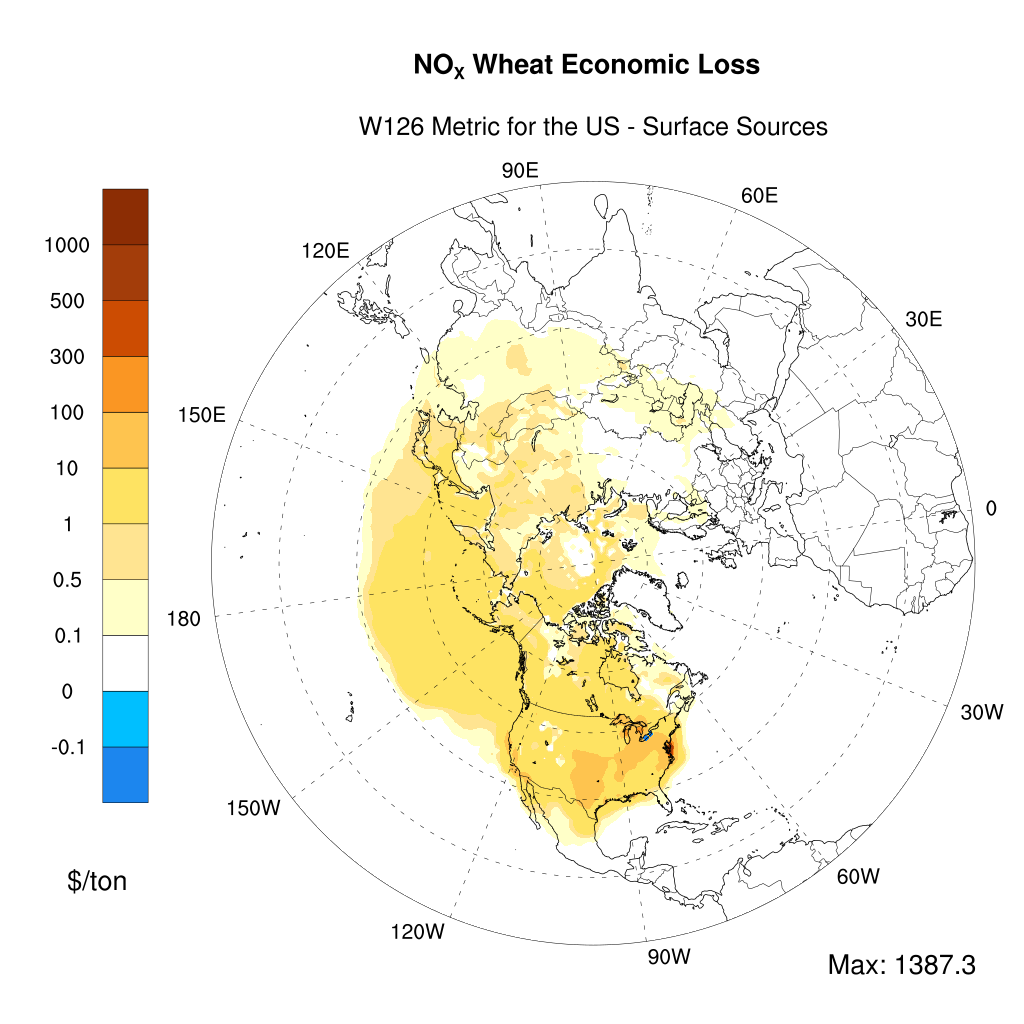 NOX Wheat Economic Loss
W126 Metric for the US - Surface Sources
90E
60E
120E
30E
150E
0
180
30W
150W
60W
120W
90W
1000
500
300
100
10
1
0.5
0.1
0
-0.1
$/ton
Max: 1387.3